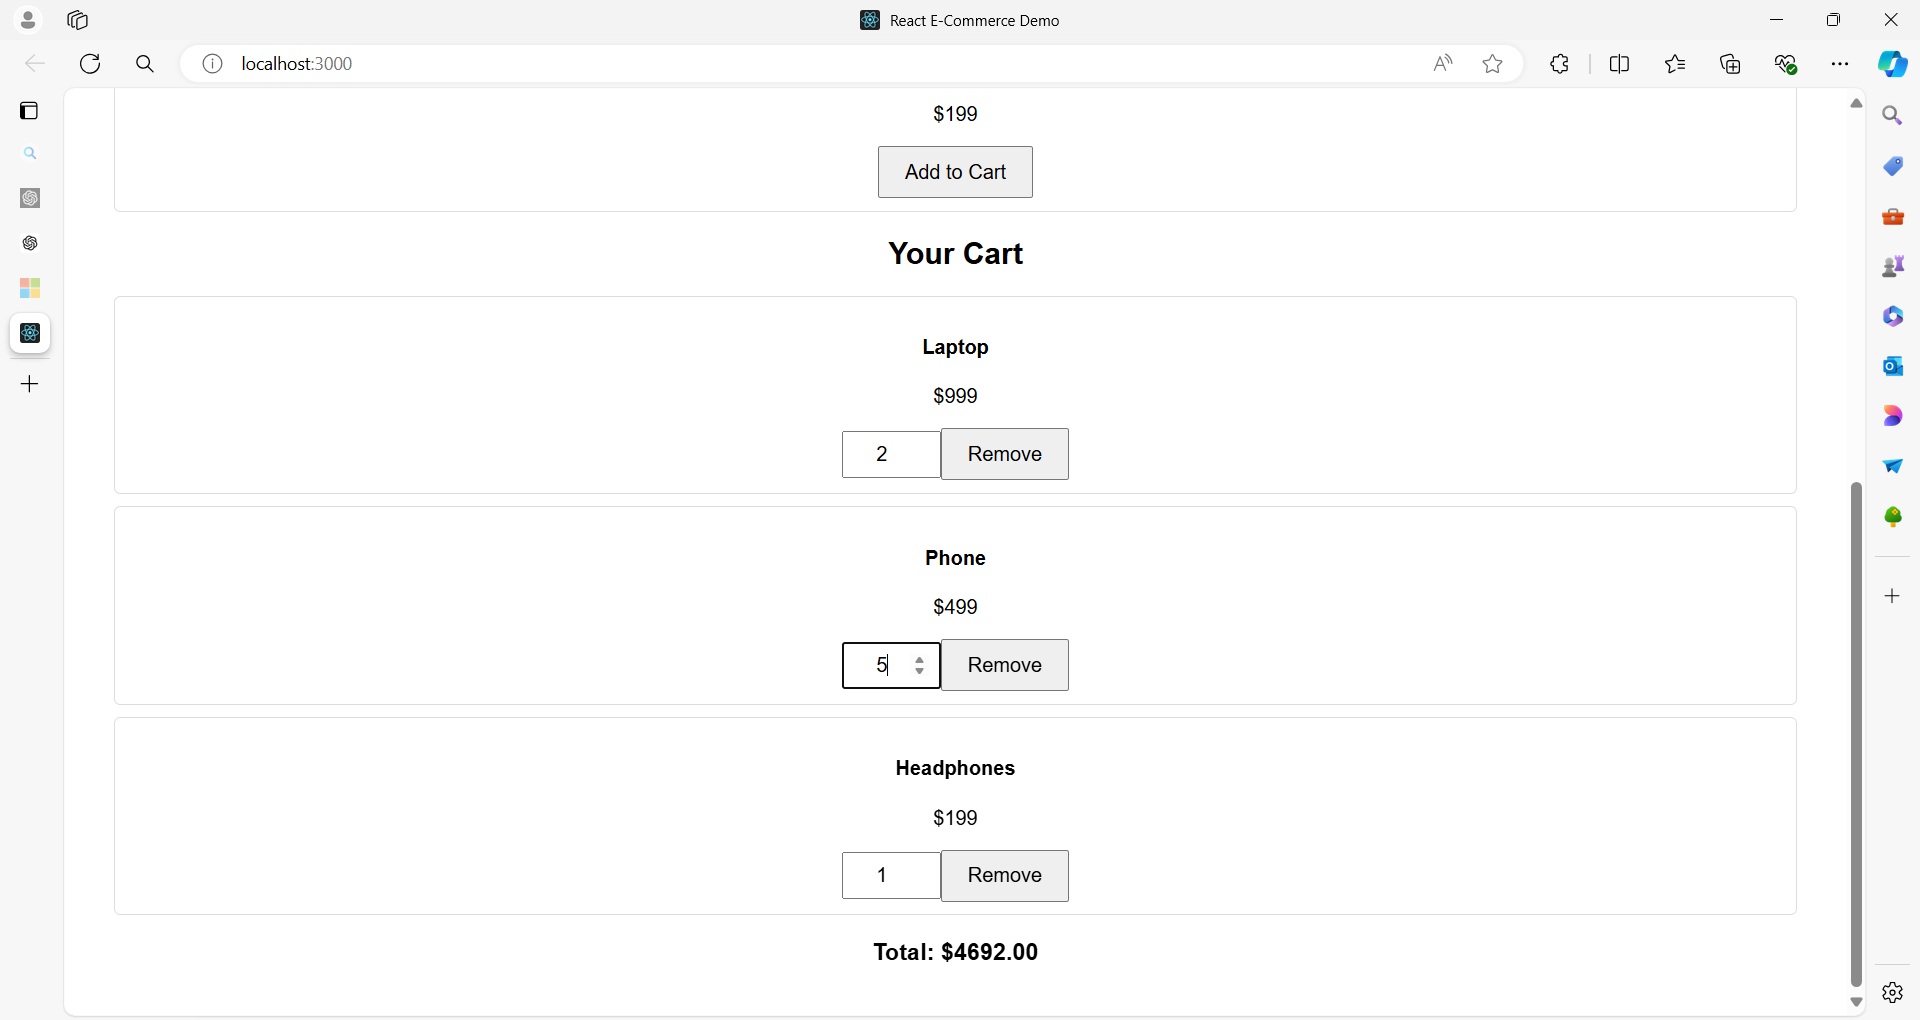 React E-Commerce Demo
localhost:3000
$199
Add to Cart
Your Cart
Laptop
$999
2 Remove
Phone
$499
5 Remove
Headphones
$199
1 Remove
Total: $4692.00